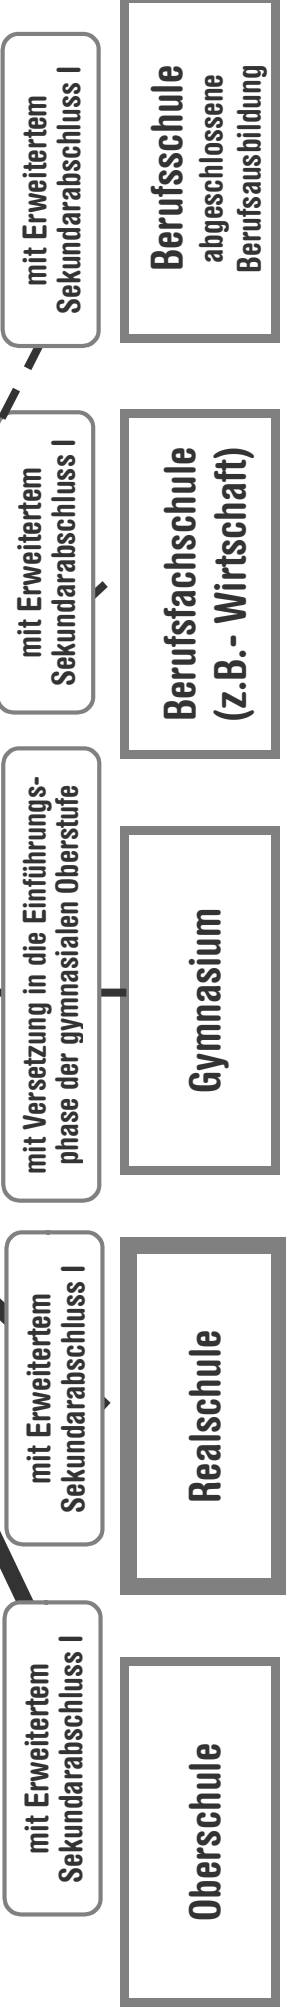 mit Erweitertem
Sekundarabschluss I
Oberschule
mit Erweitertem
Sekundarabschluss I
Realschule
mit Versetzung in die Einführungs-
phase der gymnasialen Oberstufe
Gymnasium
mit Erweitertem
Sekundarabschluss I
Berufsfachschule
(z.B.- Wirtschaft)
mit Erweitertem
Sekundarabschluss I
Berufsschule
abgeschlossene
Berufsausbildung